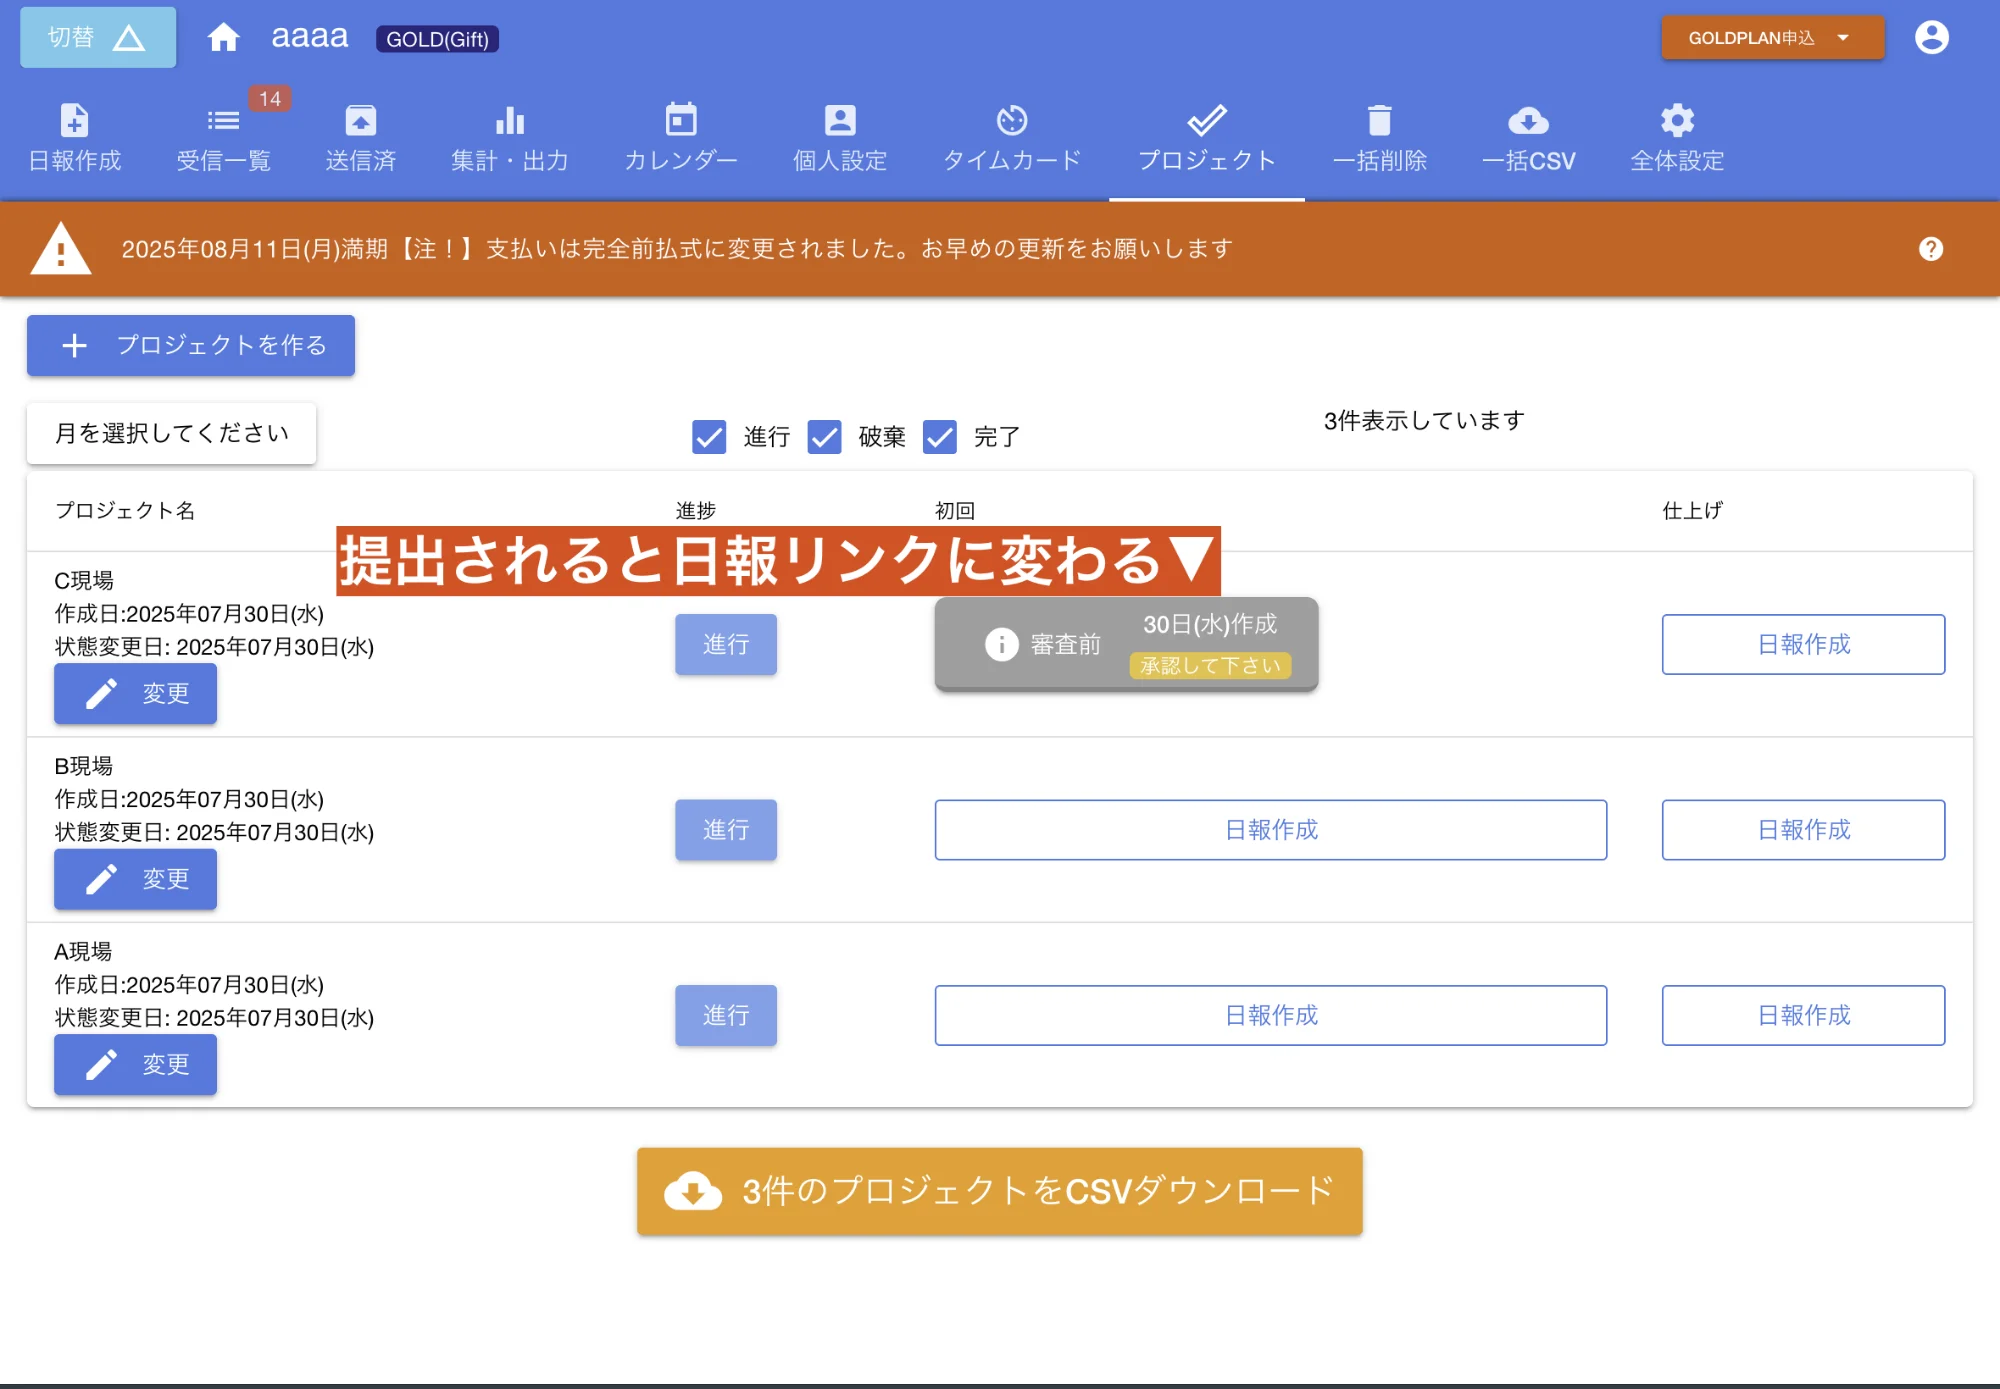 切替
aaaa
GOLD(Gift)
GOLDPLAN申込
日報作成
受信一覧
14
送信済
集計・出力
カレンダー
個人設定
タイムカード
プロジェクト
一括削除
一括CSV
全体設定
2025年08月11日(月)満期【注！】支払いは完全前払式に変更されました。お早めの更新をお願いします
プロジェクトを作る
月を選択してください
進行
破棄
完了
3件表示しています
プロジェクト名
進捗
初回
仕上げ
提出されると日報リンクに変わる▼
C現場
作成日:2025年07月30日(水)
状態変更日: 2025年07月30日(水)
変更
進行
審査前
30日(水)作成
承認して下さい
日報作成
B現場
作成日:2025年07月30日(水)
状態変更日: 2025年07月30日(水)
変更
進行
日報作成
日報作成
A現場
作成日:2025年07月30日(水)
状態変更日: 2025年07月30日(水)
変更
進行
日報作成
日報作成
3件のプロジェクトをCSVダウンロード